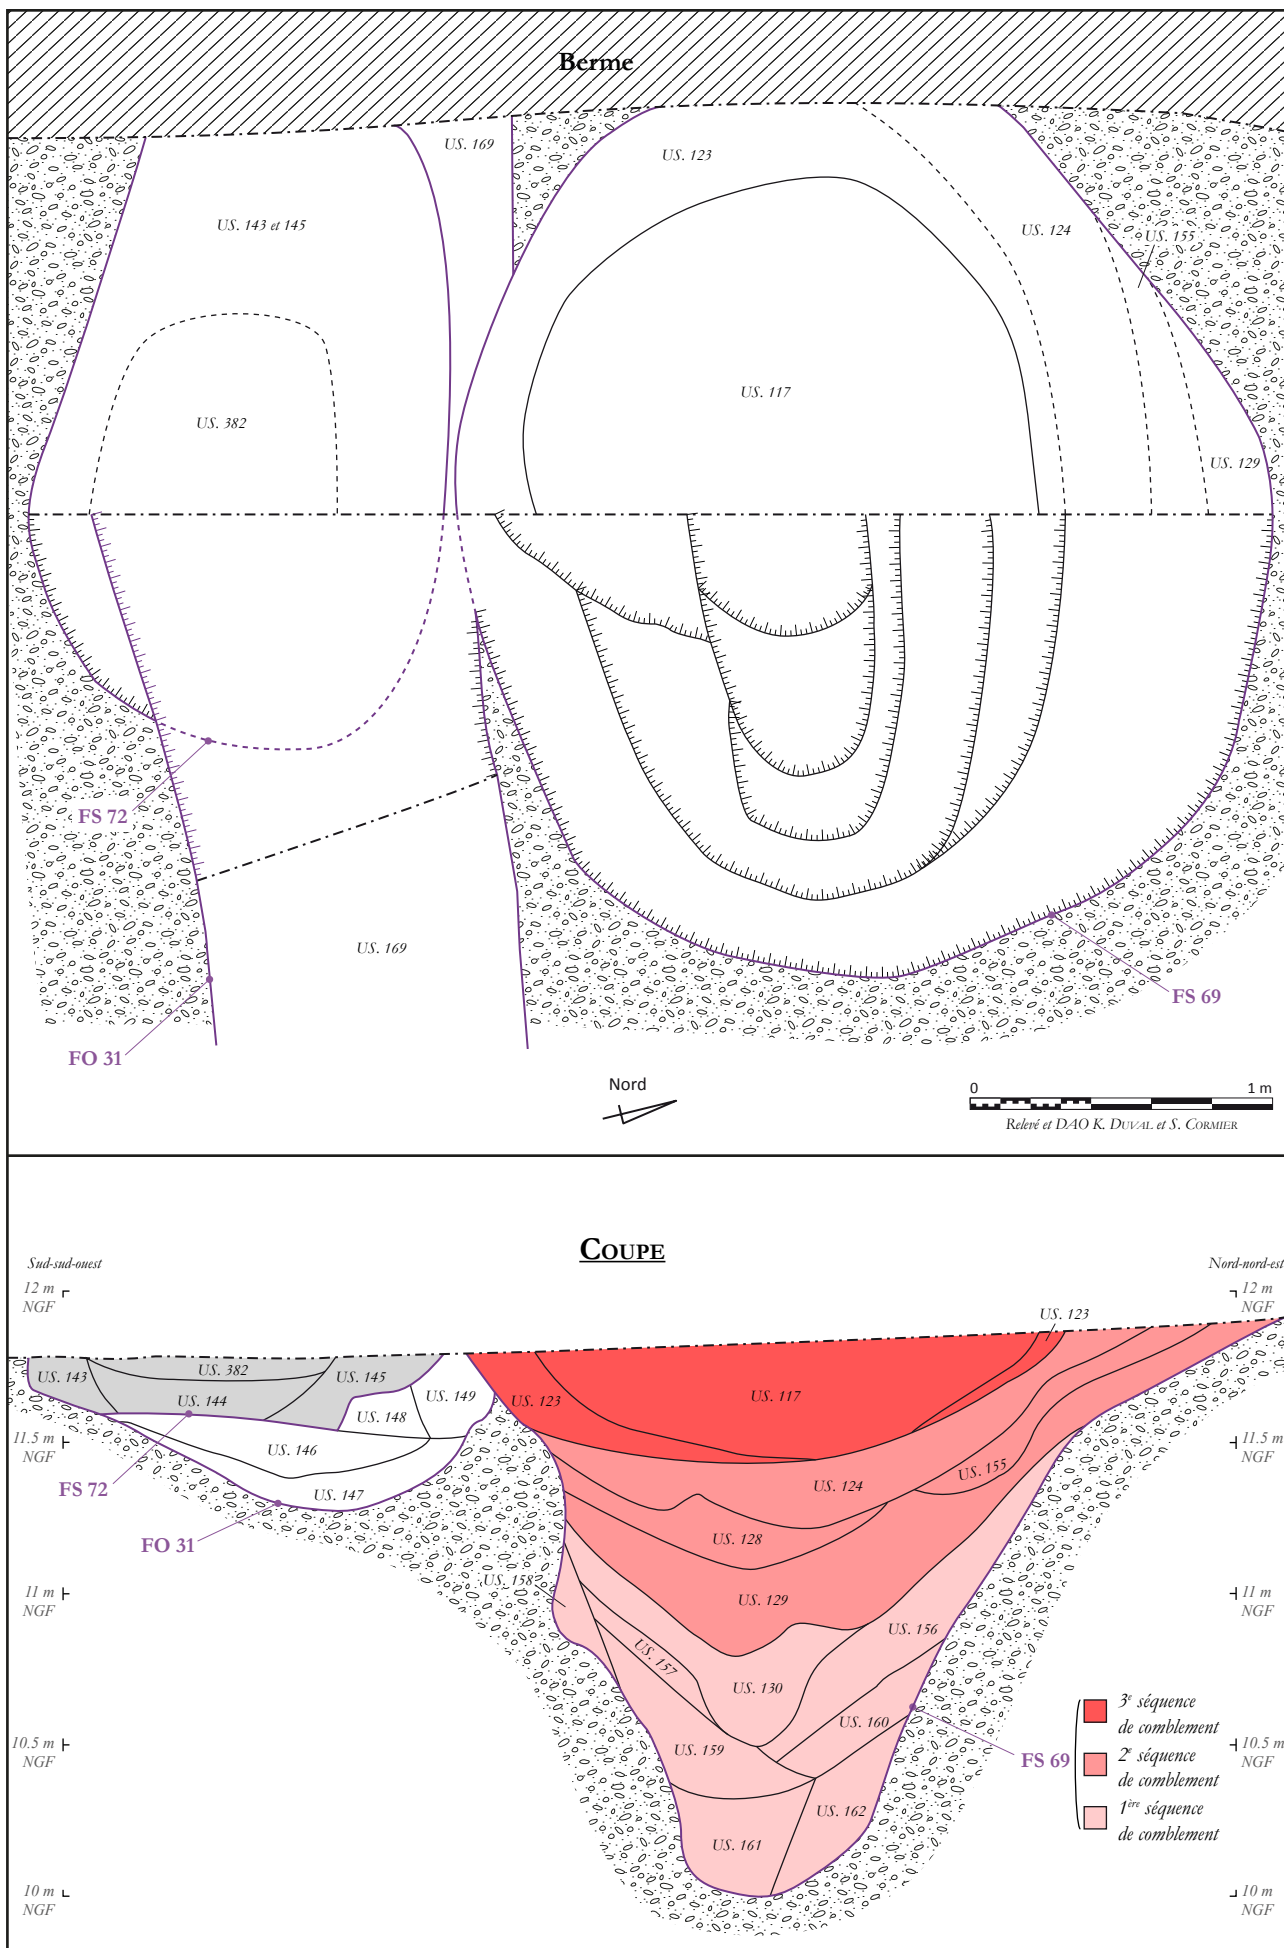 Berme
US. 169
US. 123
US. 143 et 145
US. 124
US. 155
US. 117
US. 382
US. 129
FS 72
US. 169
FS 69
FO 31
Nord
0
1 m
Relevé et DAO K. DUVAL et S. CORMIER
COUPE
Sud-sud-ouest
Nord-nord-est
12 m
NGF
12 m
NGF
US. 123
US. 382
US. 143
US. 145
US. 144
US. 149
US. 148
US. 123
US. 117
11.5 m
NGF
11.5 m
NGF
US. 146
US. 147
US. 155
US. 124
FS 72
FO 31
US. 128
US. 158
11 m
NGF
11 m
NGF
US. 129
US. 156
US. 157
US. 130
US. 160
US. 159
10.5 m
NGF
10.5 m
NGF
FS 69
3e séquence
de comblement
2e séquence
de comblement
1ère séquence
de comblement
US. 162
US. 161
10 m
NGF
10 m
NGF